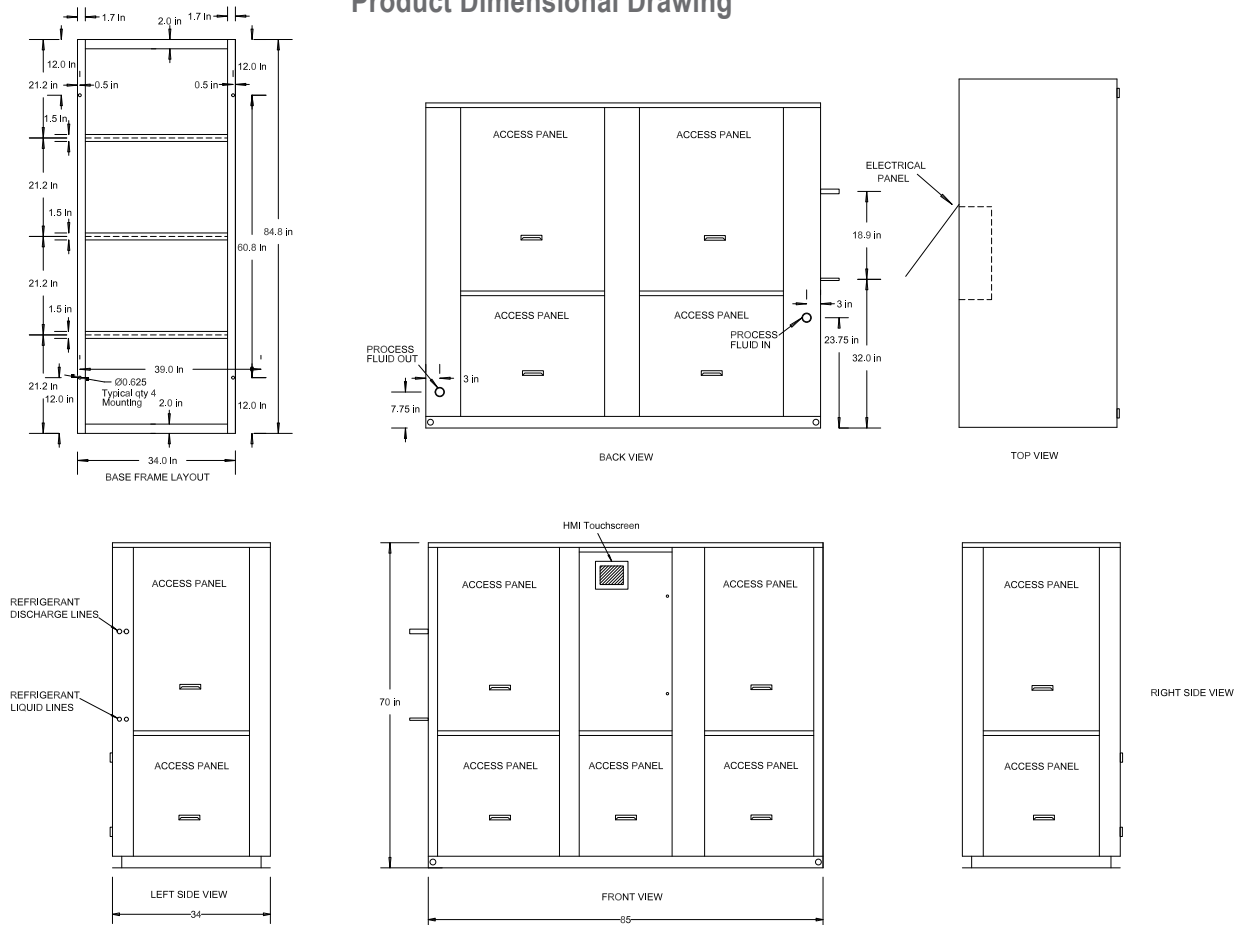 Product Dimensional Drawing
1.7 In
2.0 in
1.7 In
12.0 In
12.0 In
21.2 in
0.5 in
0.5 in
1.5 In
21.2 in
1.5 In
84.8 in
60.8 In
21.2 In
1.5 in
39.0 In
Ø0.625
Typical qty 4
Mounting
21.2 In
12.0 in
2.0 in
12.0 In
34.0 In
BASE FRAME LAYOUT
ACCESS PANEL
ACCESS PANEL
ACCESS PANEL
ACCESS PANEL
PROCESS
FLUID OUT
3 in
7.75 in
PROCESS
FLUID IN
3 in
23.75 in
18.9 in
32.0 in
BACK VIEW
ELECTRICAL
PANEL
TOP VIEW
ACCESS PANEL
REFRIGERANT
DISCHARGE LINES
REFRIGERANT
LIQUID LINES
ACCESS PANEL
LEFT SIDE VIEW
34
HMI Touchscreen
ACCESS PANEL
ACCESS PANEL
70 in
ACCESS PANEL
ACCESS PANEL
ACCESS PANEL
FRONT VIEW
85
ACCESS PANEL
ACCESS PANEL
RIGHT SIDE VIEW